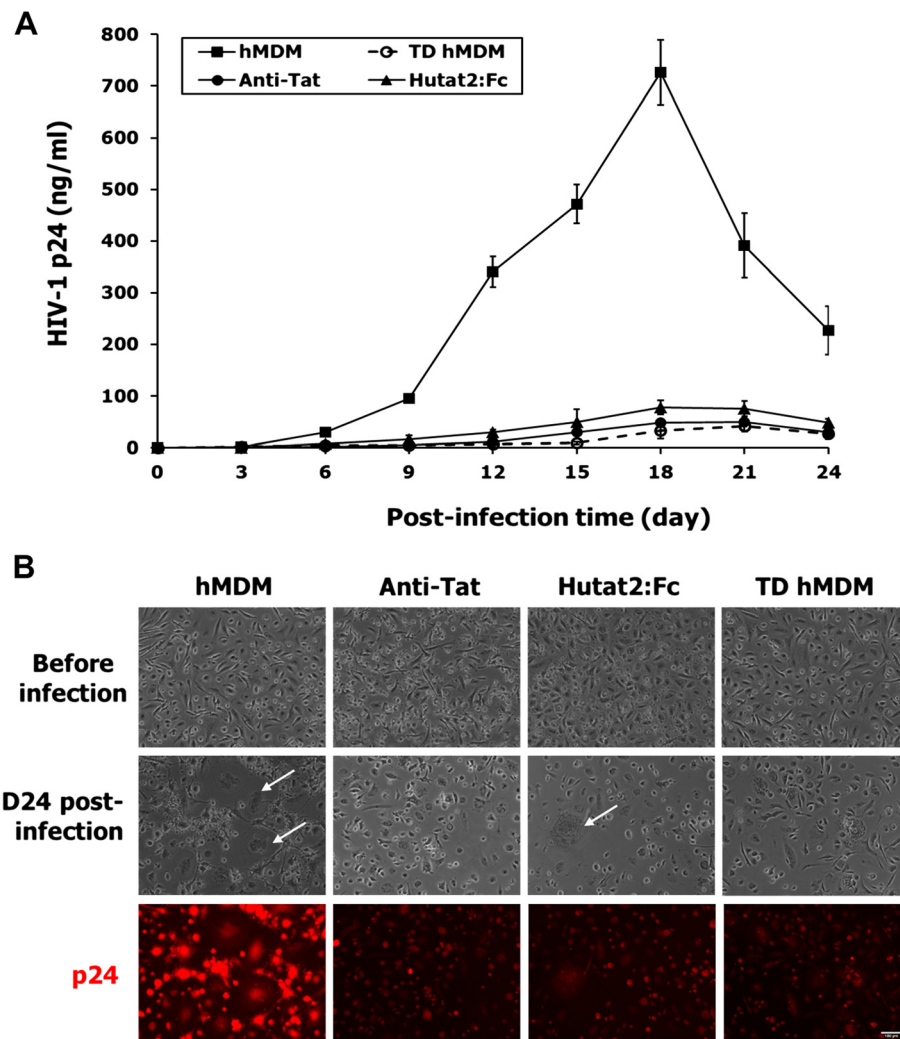 A
800
700
600
500
400
300
200
100
0
HIV-1 p24 (ng/ml)
hMDM TD hMDM
Anti-Tat Hutat2:Fc
0 3 6 9 12 15 18 21 24
Post-infection time (day)
B
hMDM Anti-Tat Hutat2:Fc TD hMDM
Before
infection
D24 post-
infection
p24